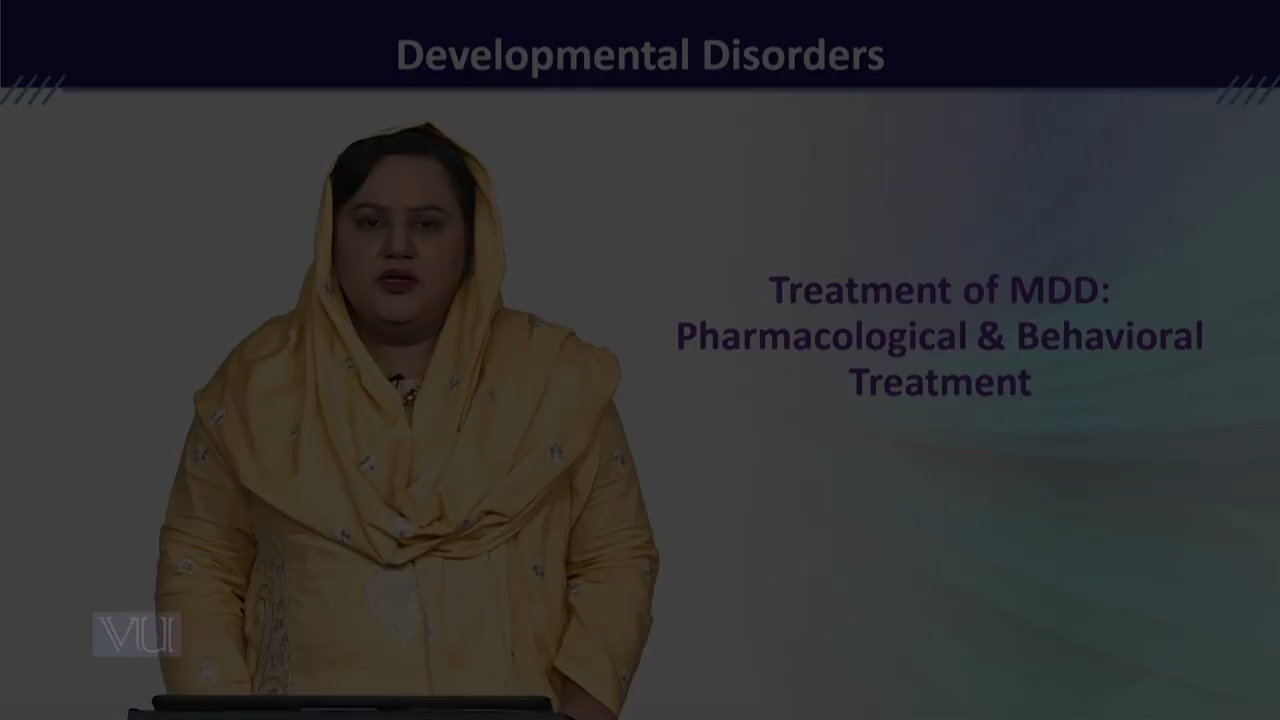 Developmental Disorders
Treatment of MDD:
Pharmacological & Behavioral
Treatment
VU